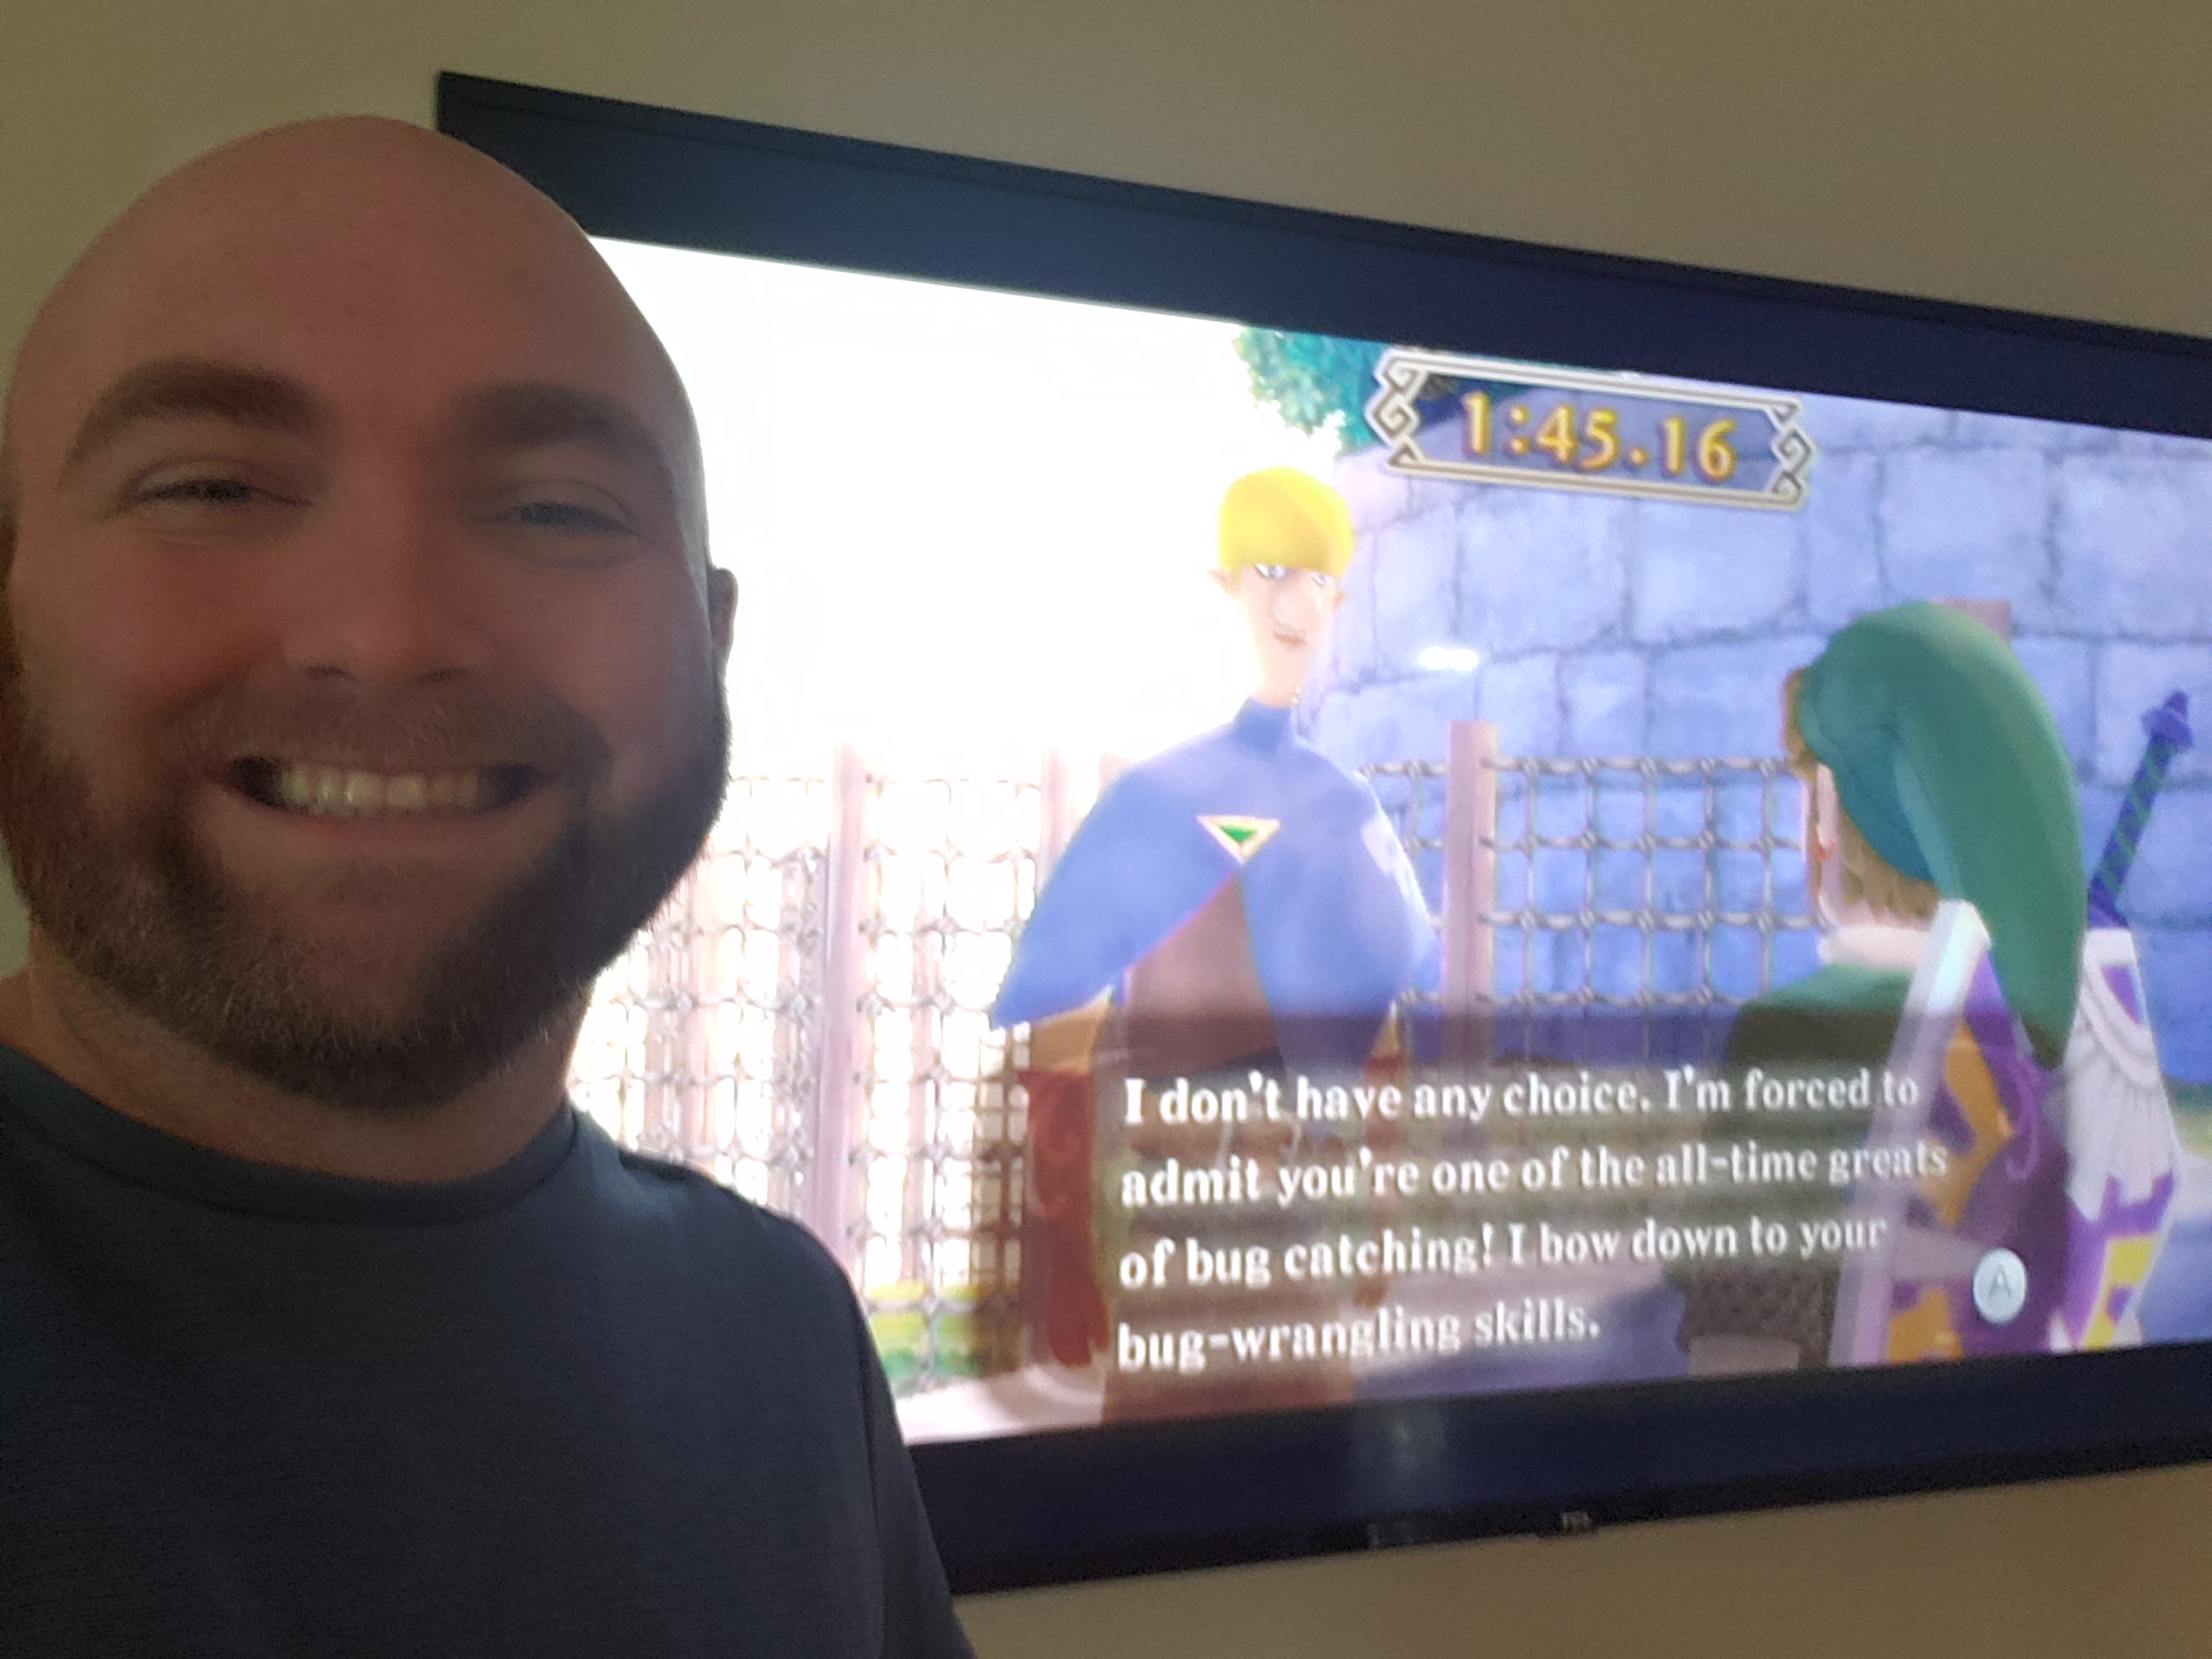 1:45.16
I don't have any choice. I'm forced to
admit you're one of the all-time greats
of bug catching! I bow down to your
bug-wrangling skills.
A